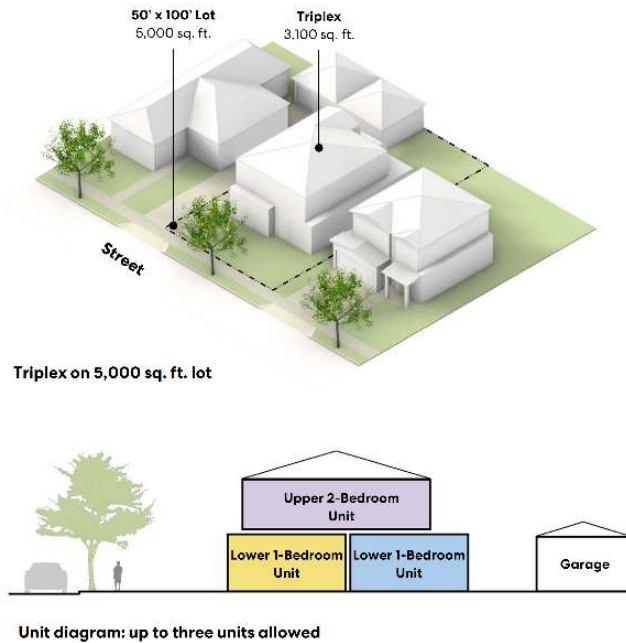 50' x 100' Lot
5,000 sq. ft.
Triplex
3,100 sq. ft.
Street
Triplex on 5,000 sq. ft. lot
Upper 2-Bedroom
Unit
Lower 1-Bedroom
Unit
Lower 1-Bedroom
Unit
Garage
Unit diagram: up to three units allowed